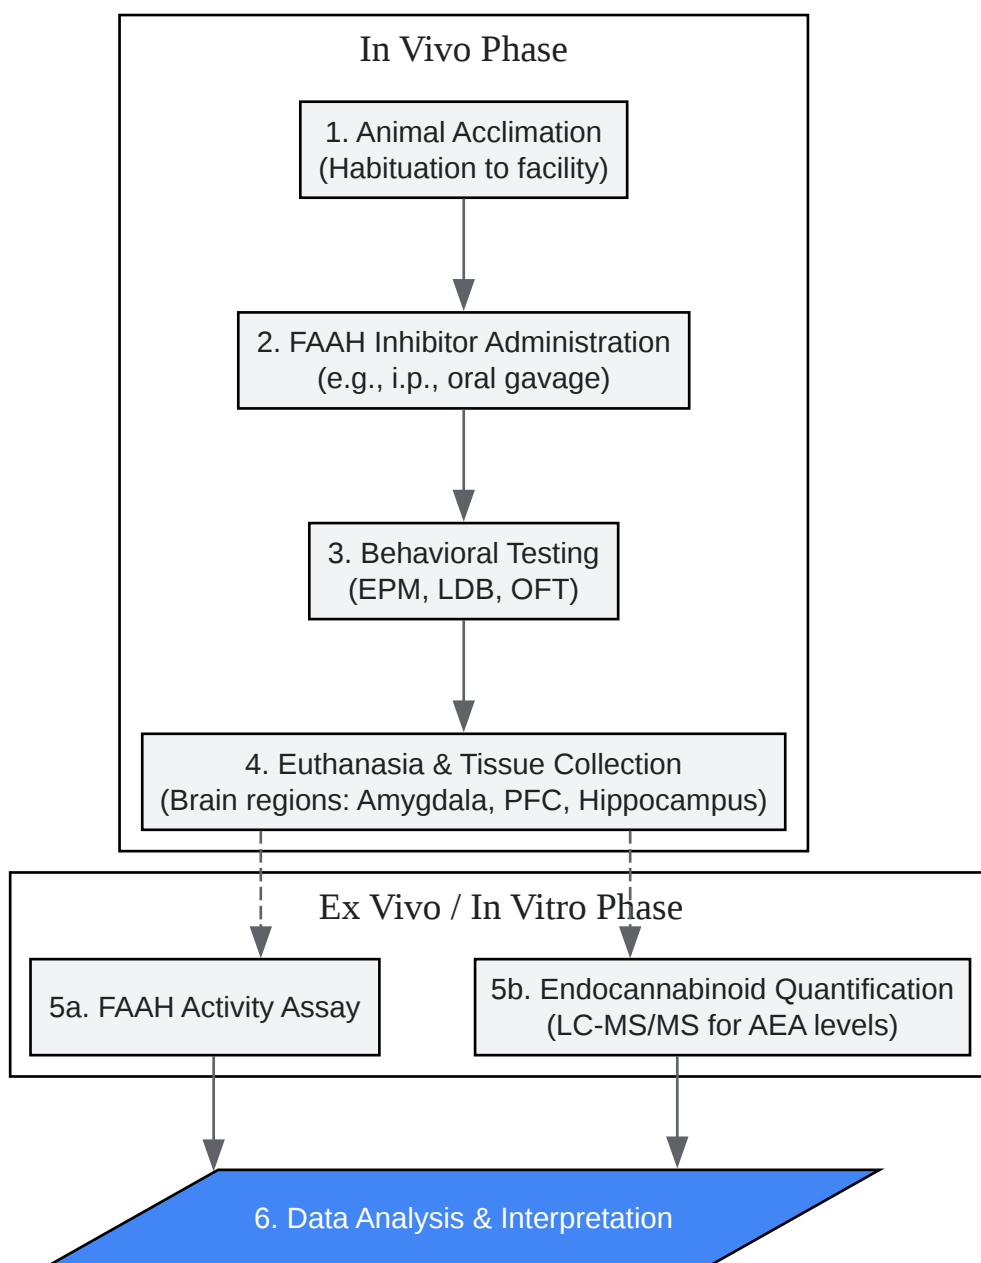 In Vivo Phase
1. Animal Acclimation
(Habituation to facility)
2. FAAH Inhibitor Administration
(e.g., i.p., oral gavage)
3. Behavioral Testing
(EPM, LDB, OFT)
4. Euthanasia & Tissue Collection
(Brain regions: Amygdala, PFC, Hippocampus)
Ex Vivo / In Vitro Phase
5a. FAAH Activity Assay
5b. Endocannabinoid Quantification
(LC-MS/MS for AEA levels)
6. Data Analysis & Interpretation